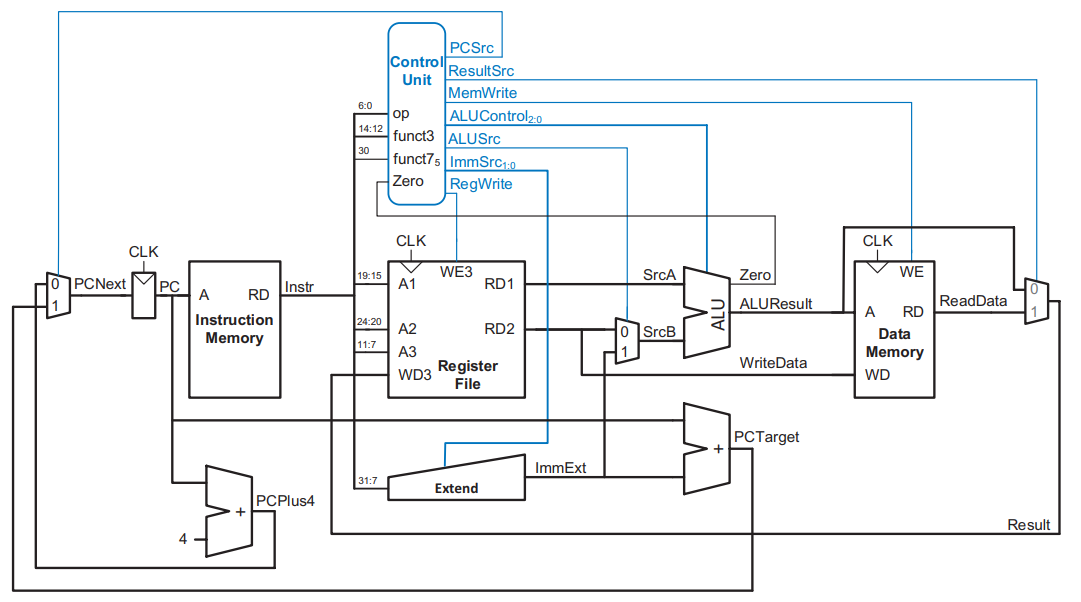 PCSrc
Control
Unit
ResultSrc
MemWrite
6:0
op
ALUControl2:0
14:12
funct3
ALUSrc
30
funct75
ImmSrc1:0
Zero
RegWrite
CLK
CLK
CLK
0
1
PCNext
PC
A
RD
Instruction
Memory
Instr
19:15
A1
WE3
RD1
24:20
A2
RD2
11:7
A3
WD3
Register
File
SrcA
0
1
SrcB
ALU
Zero
ALUResult
WriteData
WE
A
RD
Data
Memory
WD
ReadData
0
1
+
PCTarget
31:7
Extend
ImmExt
PCPlus4
+
4
Result